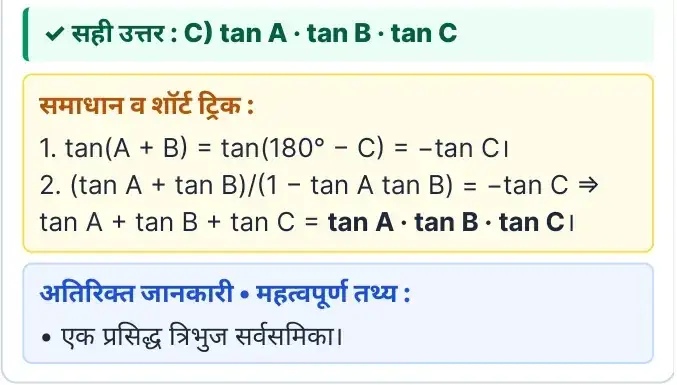 ✓ सही उत्तर : C) tan A · tan B · tan C
समाधान व शॉर्ट ट्रिक :
1. tan(A + B) = tan(180° − C) = −tan C।
2. (tan A + tan B)/(1 − tan A tan B) = −tan C ⇒
tan A + tan B + tan C = tan A · tan B · tan C।
अतिरिक्त जानकारी • महत्वपूर्ण तथ्य :
• एक प्रसिद्ध त्रिभुज सर्वसमिका।